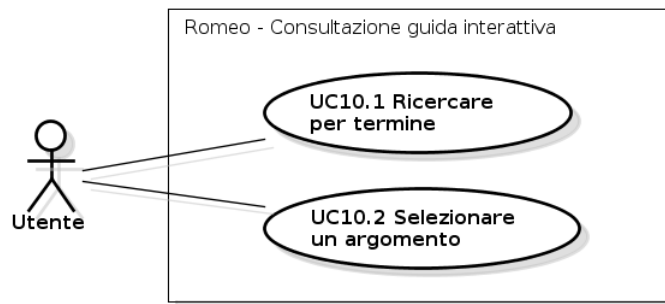 Romeo - Consultazione guida interattiva
UC10.1 Ricercare
per termine
Utente
UC10.2 Selezionare
un argomento